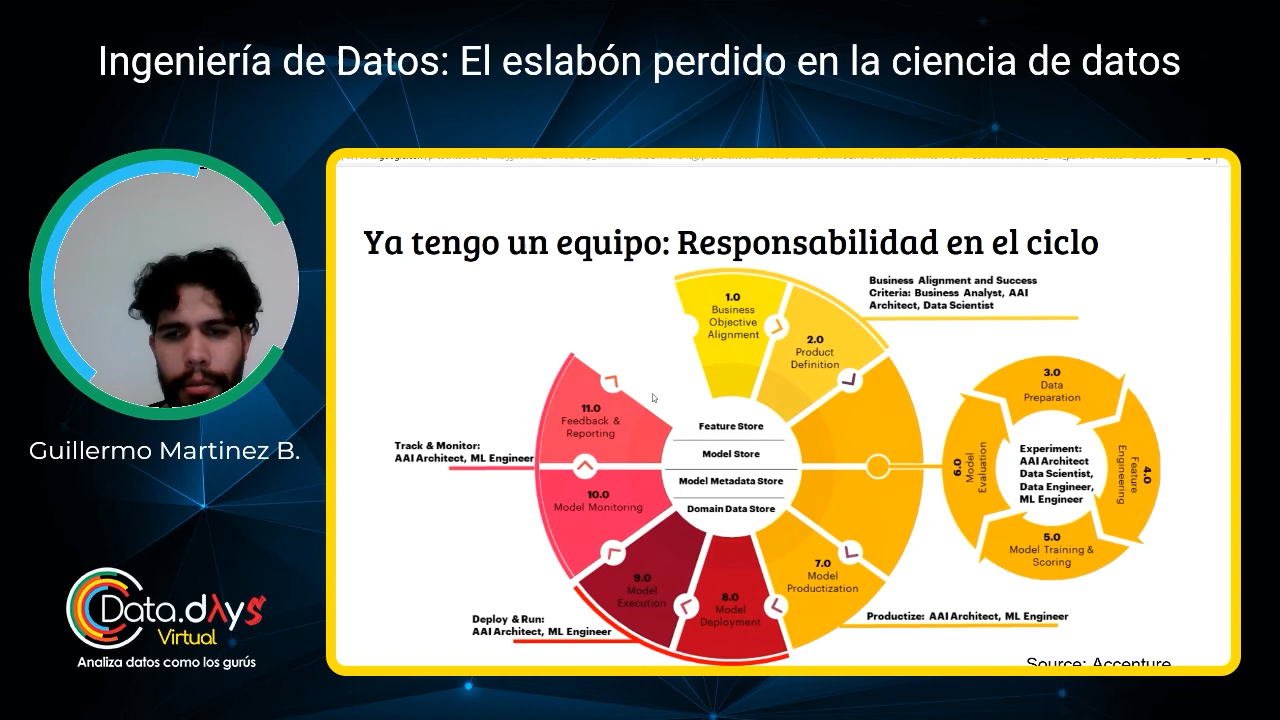 Ingeniería de Datos: El eslabón perdido en la ciencia de datos
Guillermo Martinez B.
Data.dAys
Virtual
Analiza datos como los gurús
Ya tengo un equipo: Responsabilidad en el ciclo
1.0
Business
Objective
Alignment
2.0
Product
Definition
Business Alignment and Success
Criteria: Business Analyst, AAI
Architect, Data Scientist
3.0
Data
Preparation
4.0
Feature
Engineering
5.0
Model Training &
Scoring
6.0
Model
Evaluation
Experiment:
AAI Architect
Data Scientist,
Data Engineer,
ML Engineer
7.0
Model
Productization
Productize: AAI Architect, ML Engineer
8.0
Model
Deployment
9.0
Model
Execution
Deploy & Run:
AAI Architect, ML Engineer
10.0
Model Monitoring
11.0
Feedback &
Reporting
Track & Monitor:
AAI Architect, ML Engineer
Feature Store
Model Store
Model Metadata Store
Domain Data Store
Source: Accenture